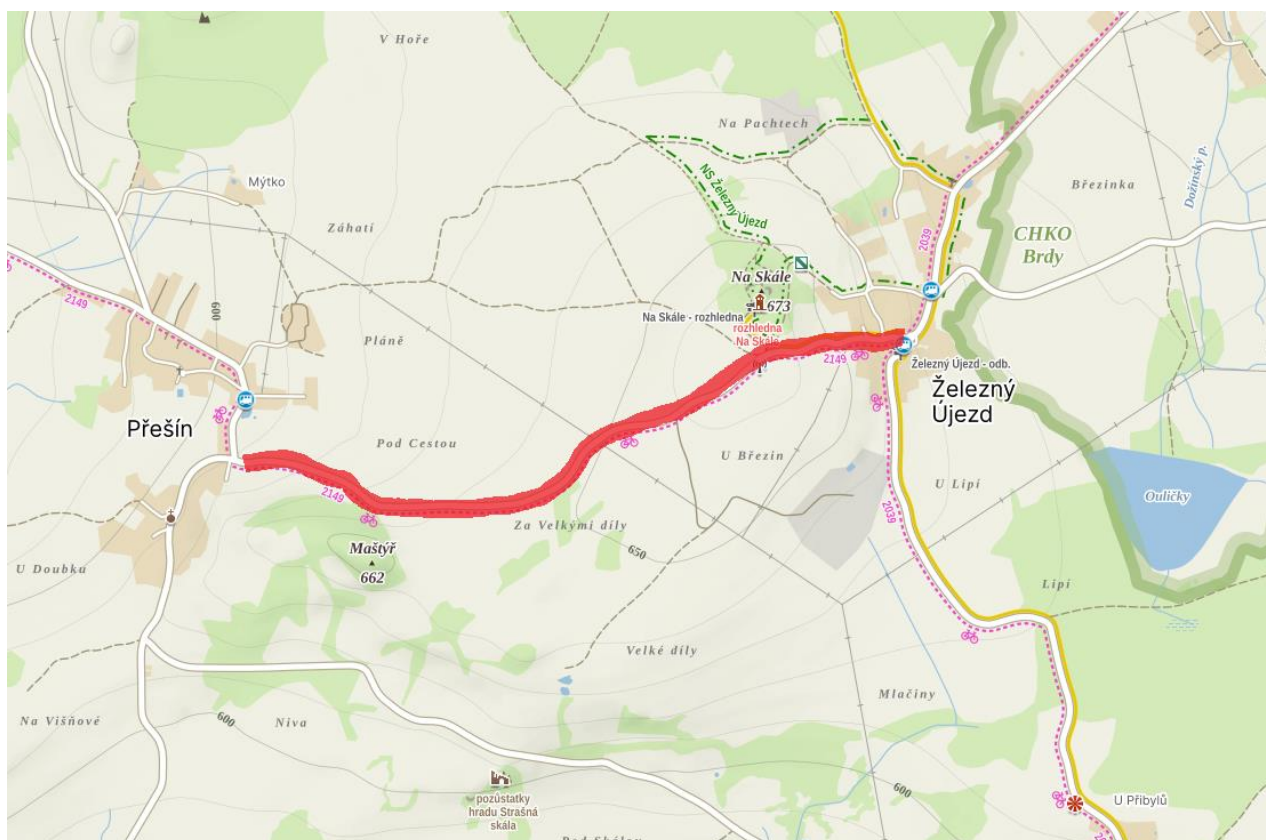 V Hoře
Na Pachtech
Mýtko
NS Železný Újezd
Březinka
Dožinský p.
Záhatí
2039
CHKO
Brdy
2149
600
Na Skále
673
Na Skále - rozhledna
rozhledna
Na Skále
Pláně
2149
Železný Újezd - odb.
Železný
Újezd
Přešín
Pod Cestou
U Březin
2149
U Lipí
Ouličky
2039
Za Velkými díly
650
Maštýř
662
U Doubku
Lipí
Velké díly
Mlačiny
Na Višňové
600
Niva
600
pozůstatky
hradu Strašná
skála
U Přibylů